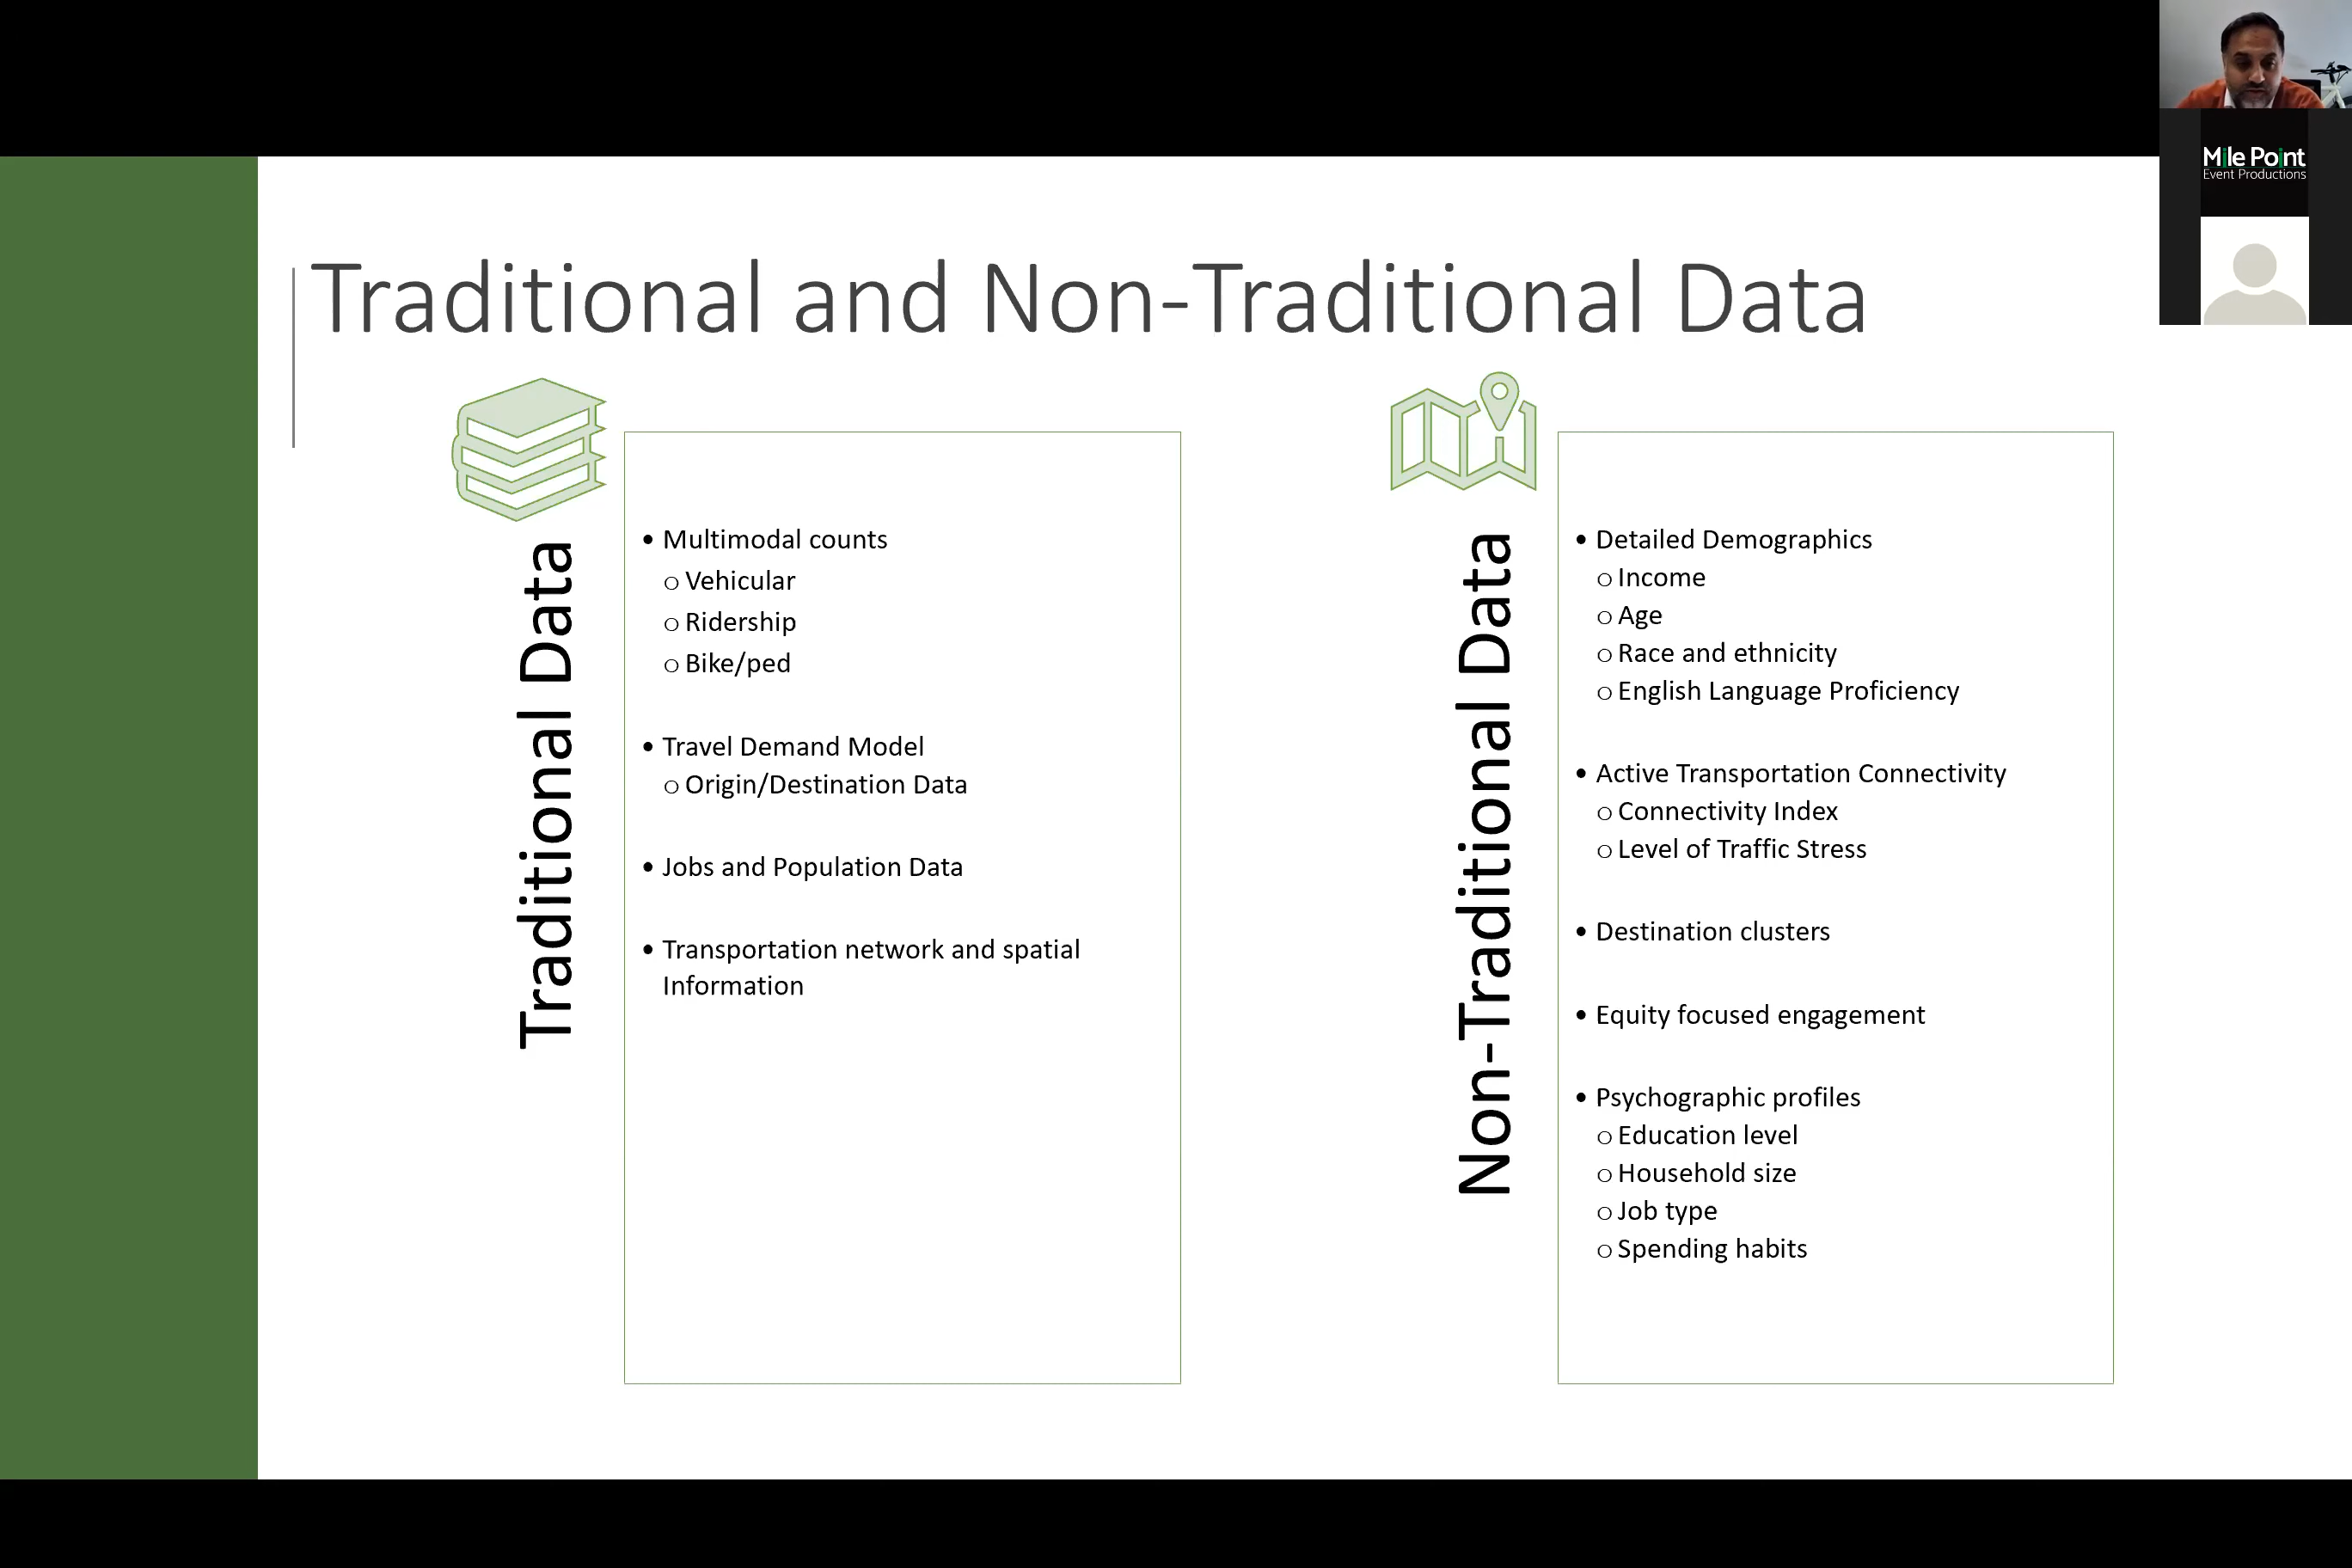 Mile Point
Event Productions
Traditional and Non-Traditional Data
Traditional Data
• Multimodal counts
o Vehicular
o Ridership
o Bike/ped
• Travel Demand Model
o Origin/Destination Data
• Jobs and Population Data
• Transportation network and spatial
Information
Non-Traditional Data
• Detailed Demographics
o Income
o Age
o Race and ethnicity
o English Language Proficiency
• Active Transportation Connectivity
o Connectivity Index
o Level of Traffic Stress
• Destination clusters
• Equity focused engagement
• Psychographic profiles
o Education level
o Household size
o Job type
o Spending habits